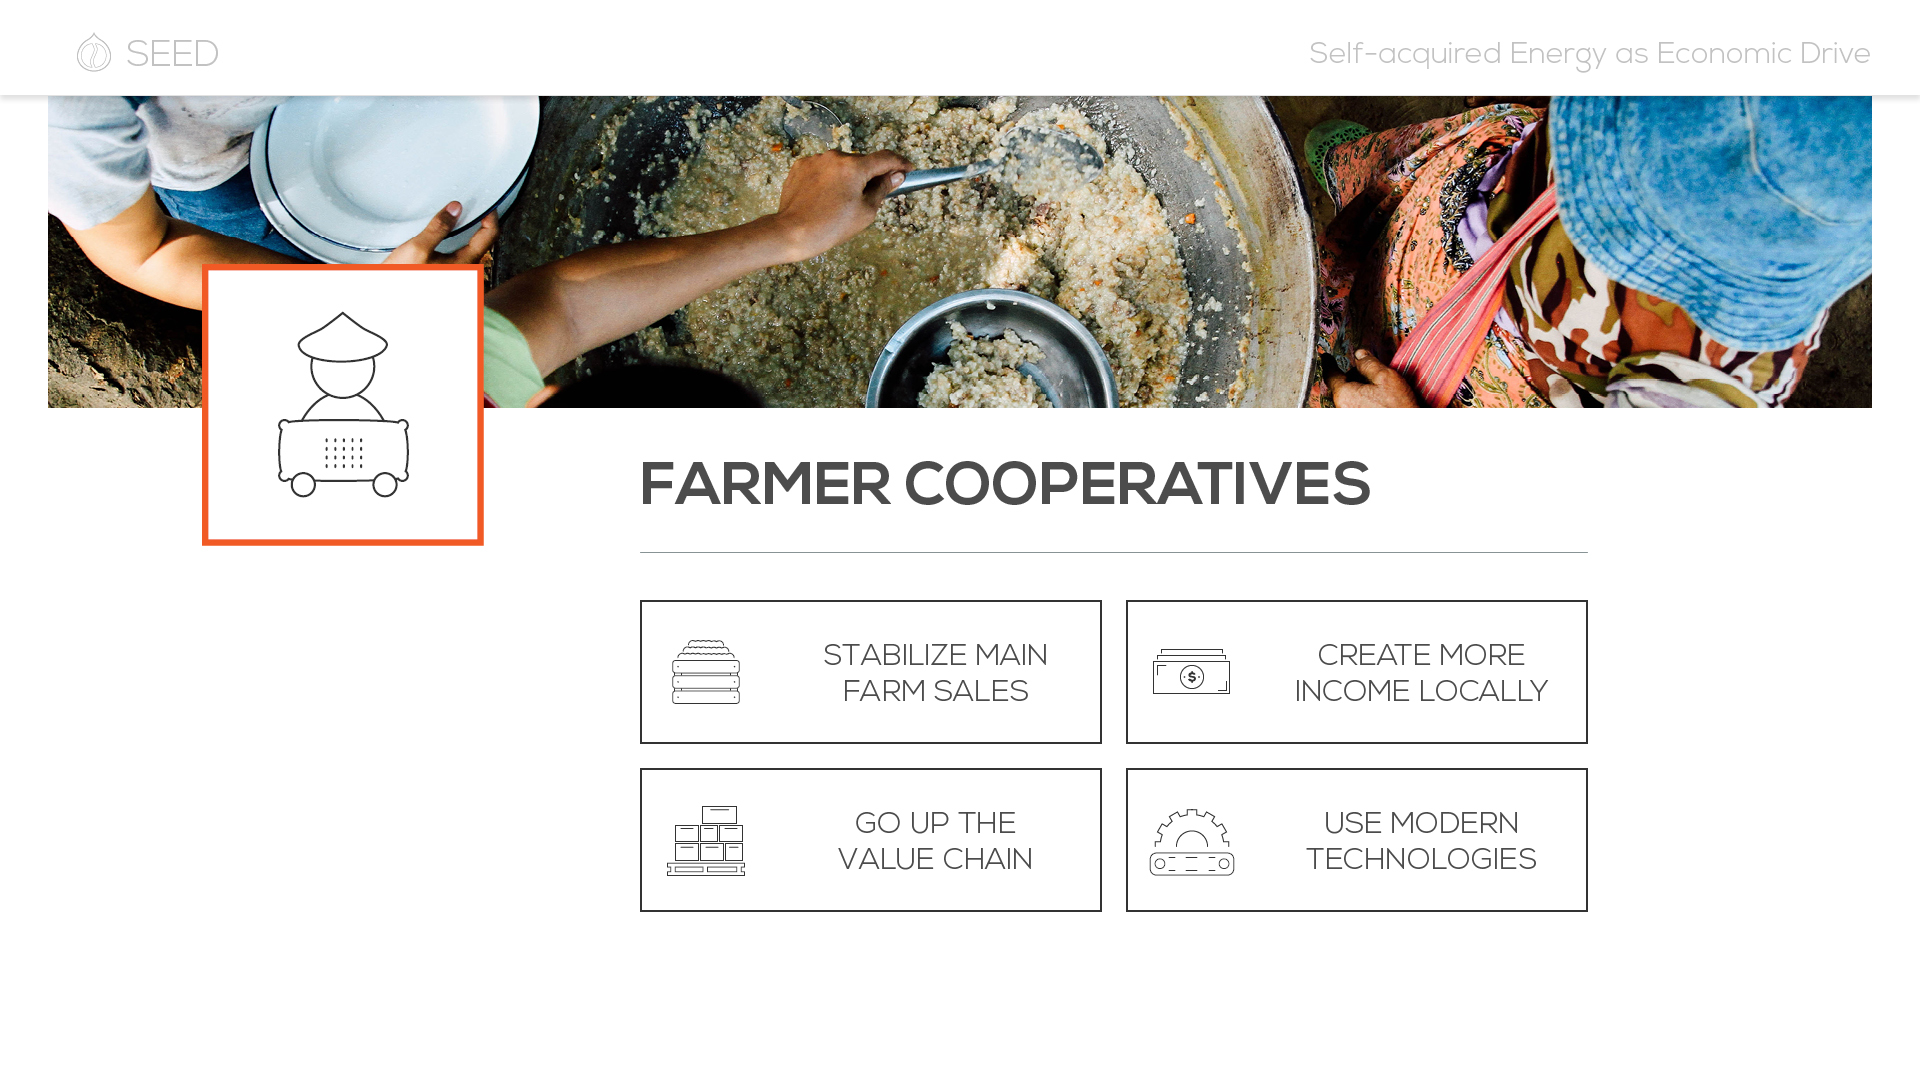 SEED
Self-acquired Energy as Economic Drive
FARMER COOPERATIVES
STABILIZE MAIN
FARM SALES
$
CREATE MORE
INCOME LOCALLY
GO UP THE
VALUE CHAIN
USE MODERN
TECHNOLOGIES